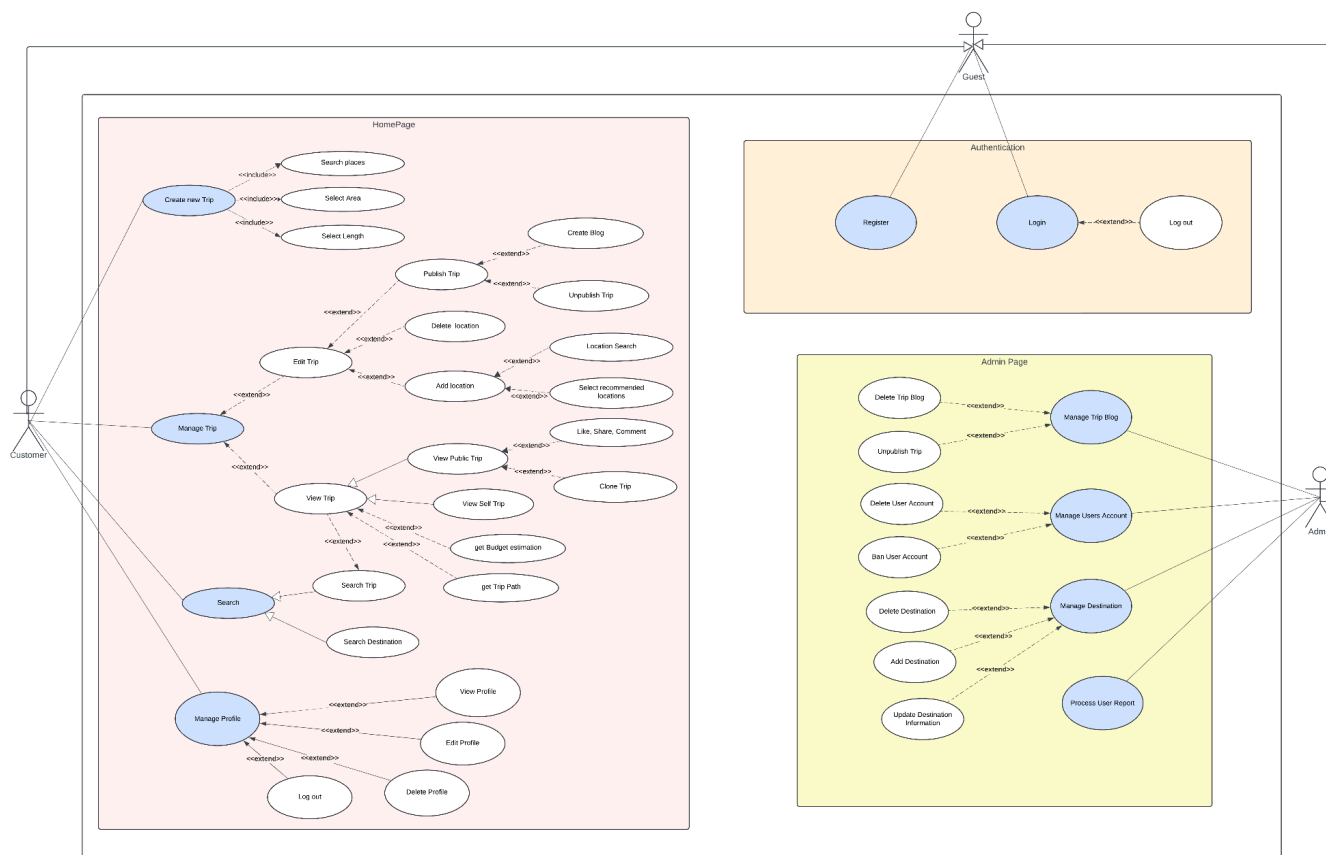 Guest
HomePage
Search places
<<include>>
Create new Trip
<<include>>
Select Area
<<include>>
Select Length
Create Blog
<<extend>>
Publish Trip
<<extend>>
Unpublish Trip
<<extend>>
Delete location
<<extend>>
Edit Trip
Location Search
<<extend>>
<<extend>>
Add location
Select recommended
locations
<<extend>>
<<extend>>
Manage Trip
Customer
Like, Share, Comment
<<extend>>
View Public Trip
<<extend>>
<<extend>>
Clone Trip
View Trip
View Self Trip
<<extend>>
<<extend>>
<<extend>>
get Budget estimation
Search Trip
get Trip Path
Search
Search Destination
View Profile
<<extend>>
Manage Profile
<<extend>>
Edit Profile
<<extend>>
<<extend>>
Log out
Delete Profile
Authentication
Register
Login
<<extend>>
Log out
Admin Page
Delete Trip Blog
<<extend>>
Manage Trip Blog
Unpublish Trip
<<extend>>
Delete User Account
<<extend>>
Manage Users Account
<<extend>>
Ban User Account
Adm
Delete Destination
<<extend>>
Manage Destination
<<extend>>
Add Destination
<<extend>>
Update Destination
Information
Process User Report